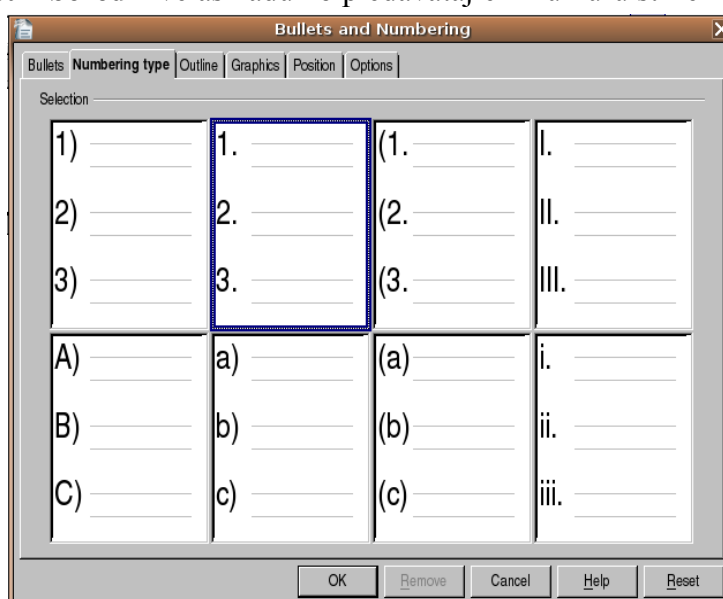 Bullets and Numbering
Bullets Numbering type Outline Graphics Position Options
Selection
1) 1. (1. I.
2) 2. (2. II.
3) 3. (3. III.
A) a) (a) i.
B) b) (b) ii.
C) c) (c) iii.
OK Remove Cancel Help Reset